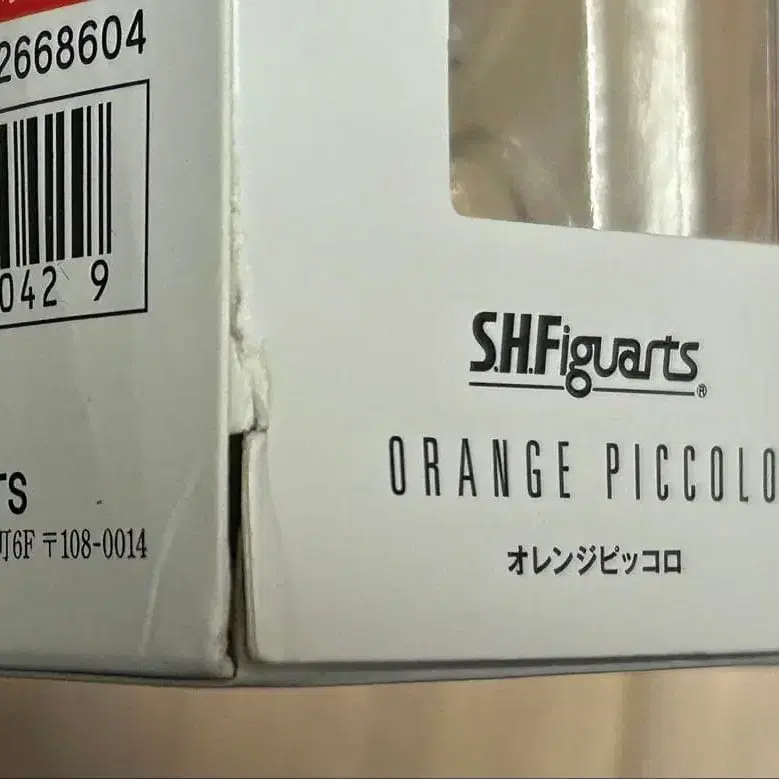 2668604
042 9
TS
町6F 〒108-0014
S.H.Figuarts®
ORANGE PICCOLO
オレンジピッコロ